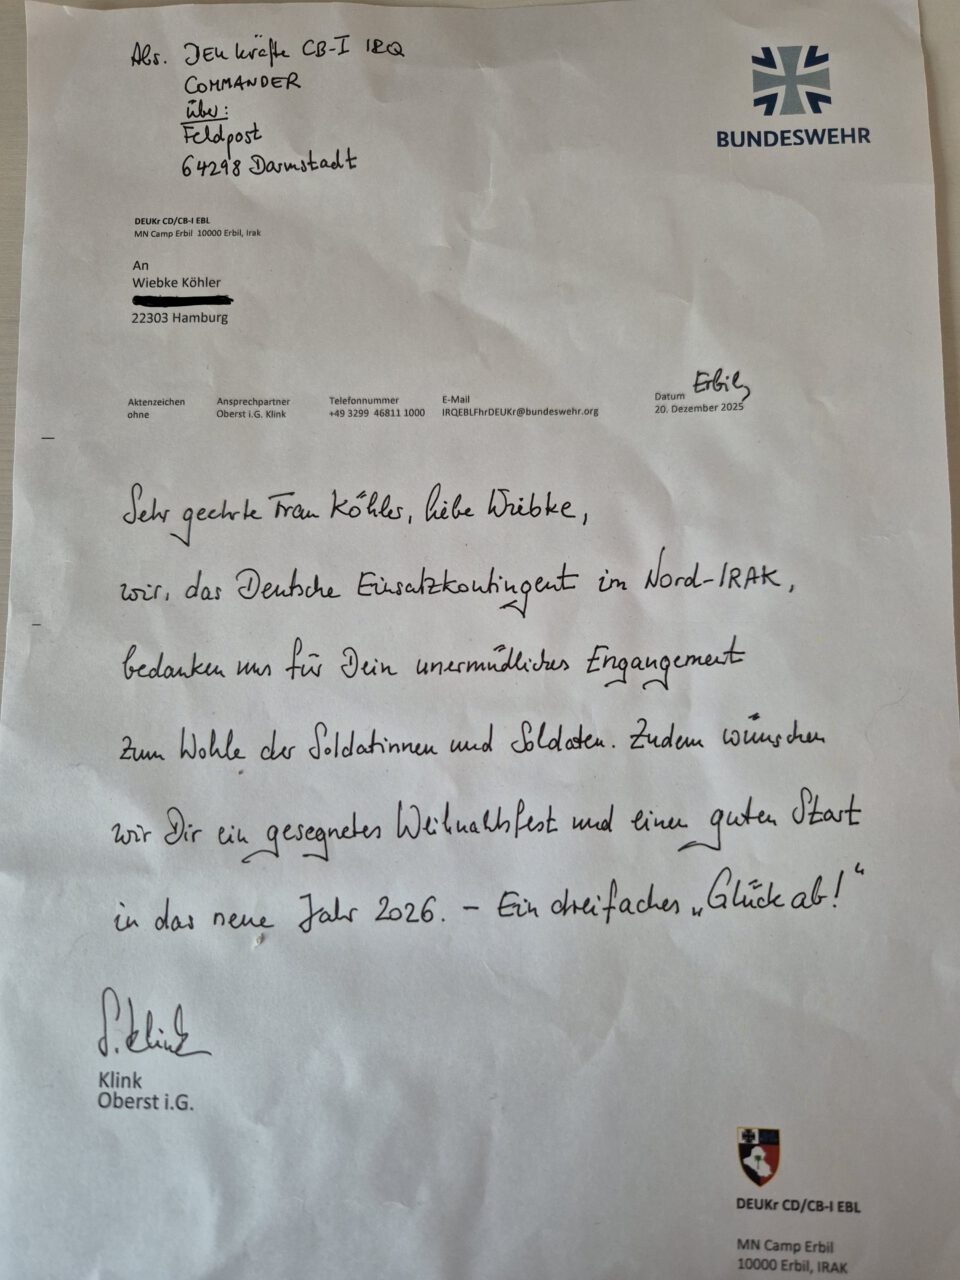 Abs. DEU Kräfte CB-I IRQ
COMMANDER
über:
Feldpost
64298 Darmstadt
BUNDESWEHR
DEUKr CD/CB-I EBL
MN Camp Erbil 10000 Erbil, Irak
An
Wiebke Köhler
22303 Hamburg
Aktenzeichen Ansprechpartner Telefonnummer E-Mail Datum Erbil,
ohne Oberst i.G. Klink +49 3299 46811 1000 IRQEBLFhrDEUKr@bundeswehr.org 20. Dezember 2025
Sehr geehrte Frau Köhler, liebe Wiebke,
wir, das Deutsche Einsatzkontingent im Nord-IRAK,
bedanken uns für Dein unermüdliches Engangement
zum Wohle der Soldatinnen und Soldaten. Zudem wünschen
wir Dir ein gesegnetes Weihnachtsfest und einen guten Start
in das neue Jahr 2026. – Ein dreifaches „Glück ab!“
S. Klink
Klink
Oberst i.G.
DEUKr CD/CB-I EBL
MN Camp Erbil
10000 Erbil, IRAK